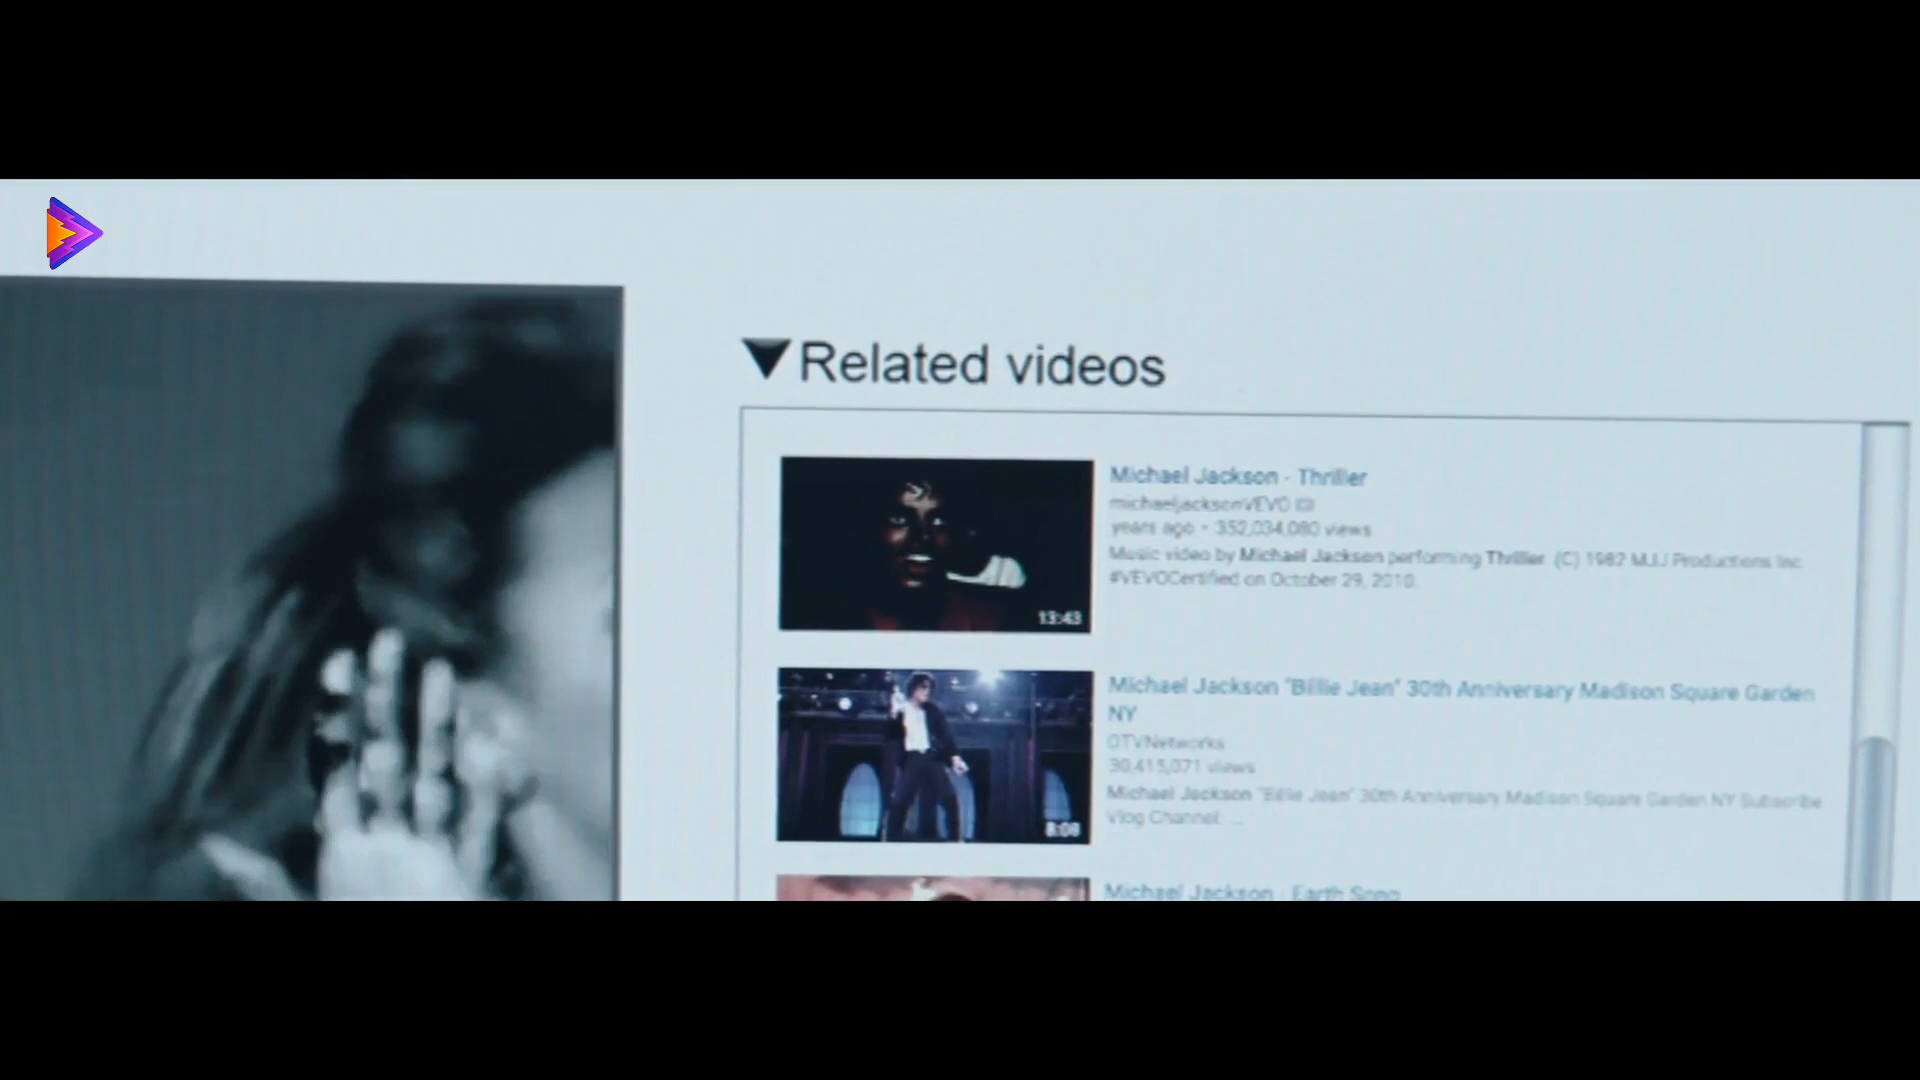 Related videos
Michael Jackson - Thriller
michaeljacksonVEVO
years ago • 352,034,080 views
Music video by Michael Jackson performing Thriller. (C) 1982 MJJ Productions Inc
#VEVOCertified on October 29, 2010.
13:43
Michael Jackson "Billie Jean" 30th Anniversary Madison Square Garden
NY
OTVNetworks
30,415,071 views
Michael Jackson "Billie Jean" 30th Anniversary Madison Square Garden NY Subscribe
Vlog Channel: ...
8:08
Michael Jackson - Earth Song